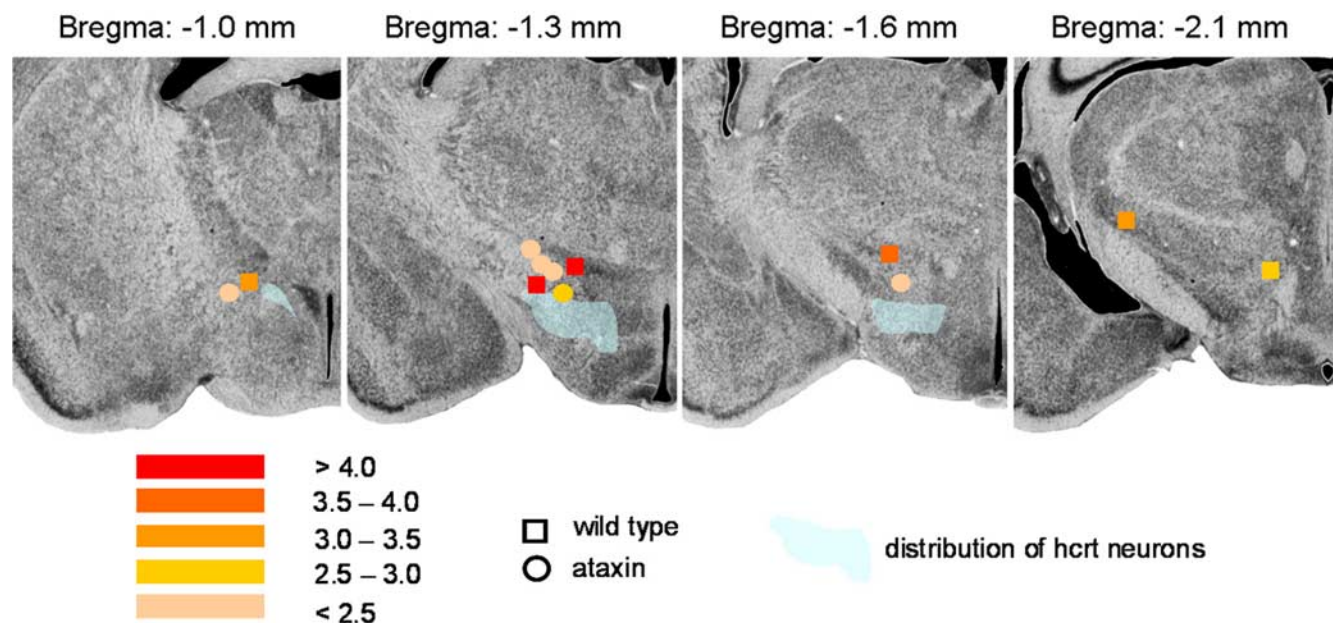 Bregma: -1.0 mm
Bregma: -1.3 mm
Bregma: -1.6 mm
Bregma: -2.1 mm
> 4.0
3.5 – 4.0
3.0 – 3.5
2.5 – 3.0
< 2.5
wild type
ataxin
distribution of hcrt neurons